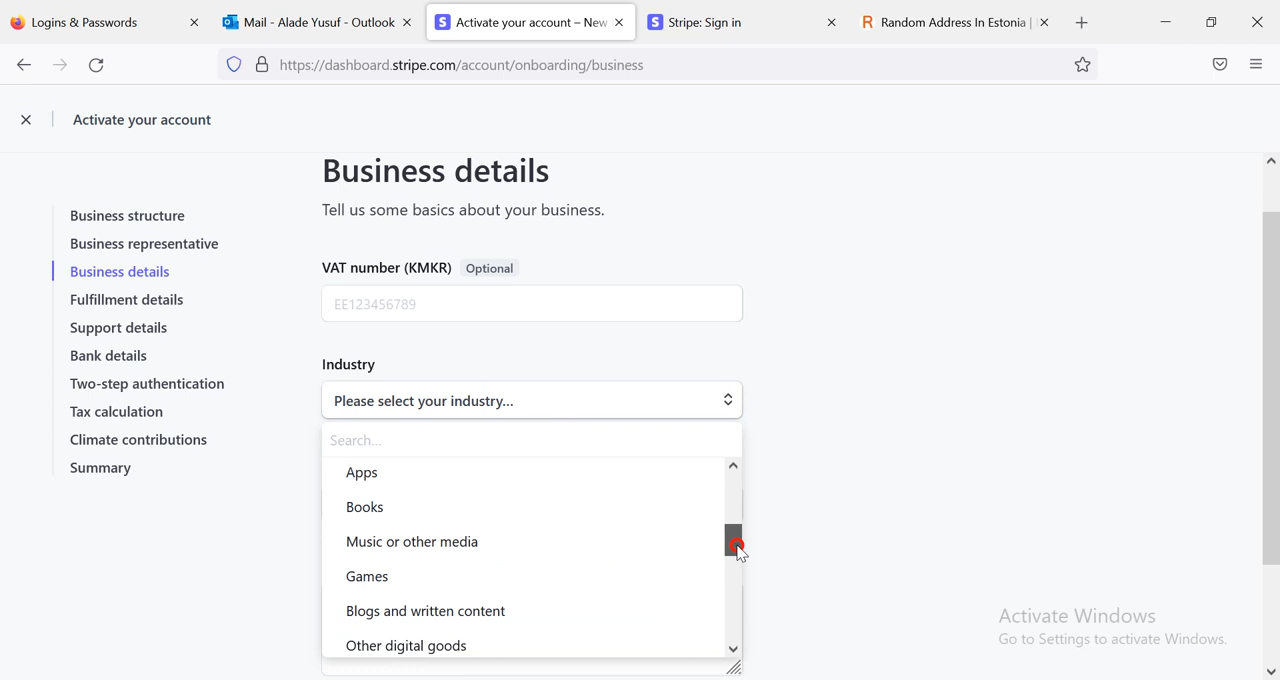 Logins & Passwords
Mail - Alade Yusuf - Outlook
Activate your account – New
Stripe: Sign in
Random Address In Estonia |
https://dashboard.stripe.com/account/onboarding/business
Activate your account
Business details
Tell us some basics about your business.
Business structure
Business representative
Business details
Fulfillment details
Support details
Bank details
Two-step authentication
Tax calculation
Climate contributions
Summary
VAT number (KMKR) Optional
EE123456789
Industry
Please select your industry...
Search...
Apps
Books
Music or other media
Games
Blogs and written content
Other digital goods
Activate Windows
Go to Settings to activate Windows.